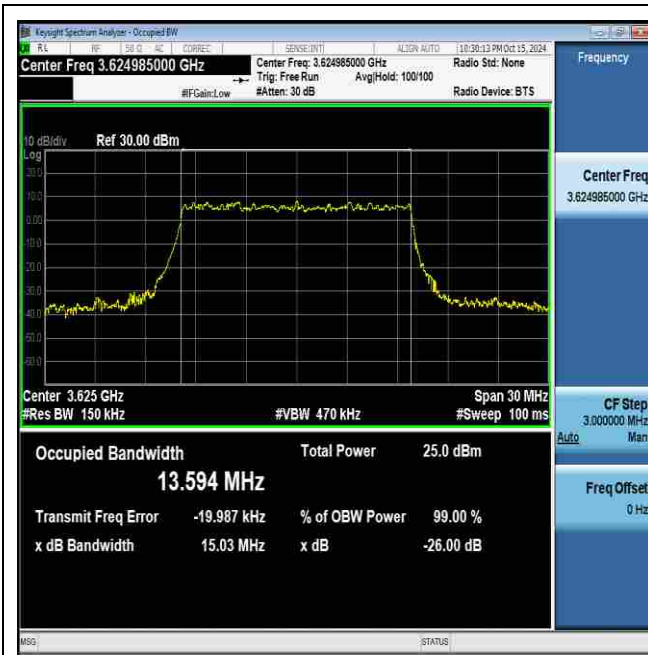 Keysight Spectrum Analyzer - Occupied BW
RL RF 50 Ω AC CORREC SENSE:INT ALIGN AUTO 10:30:13 PM Oct 15, 2024
Center Freq 3.624985000 GHz
Center Freq: 3.624985000 GHz
Radio Std: None
Trig: Free Run Avg|Hold: 100/100
#IFGain:Low
#Atten: 30 dB
Radio Device: BTS
10 dB/div Ref 30.00 dBm
Log
20.0
10.0
0.00
-10.0
-20.0
-30.0
-40.0
-50.0
-60.0
Center 3.625 GHz
Span 30 MHz
#Res BW 150 kHz
#VBW 470 kHz
#Sweep 100 ms
Occupied Bandwidth
13.594 MHz
Total Power 25.0 dBm
Transmit Freq Error -19.987 kHz
% of OBW Power 99.00 %
x dB Bandwidth 15.03 MHz
x dB -26.00 dB
MSG
STATUS
Frequency
Center Freq
3.624985000 GHz
CF Step
3.000000 MHz
Auto Man
Freq Offset
0 Hz